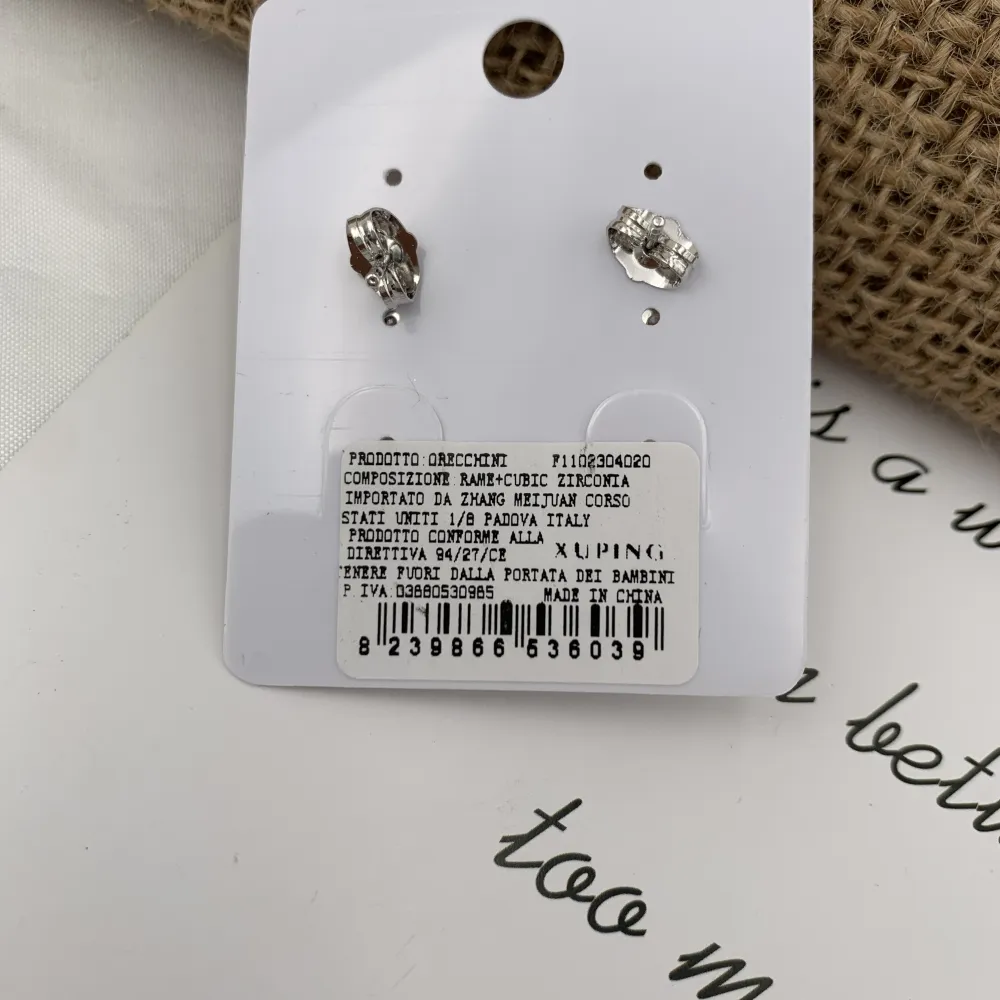 PRODOTTO:ORECCHINI F1102304020
COMPOSIZIONE RAME+CUBIC ZIRCONIA
IMPORTATO DA ZHANG MEIJUAN CORSO
STATI UNITI 1/8 PADOVA ITALY
PRODOTTO CONFORME ALLA
DIRETTIVA 94/27/CE XUPING
TENERE FUORI DALLA PORTATA DEI BAMBINI
P.IVA:03880530985 MADE IN CHINA
8 239866 536039
is a
too